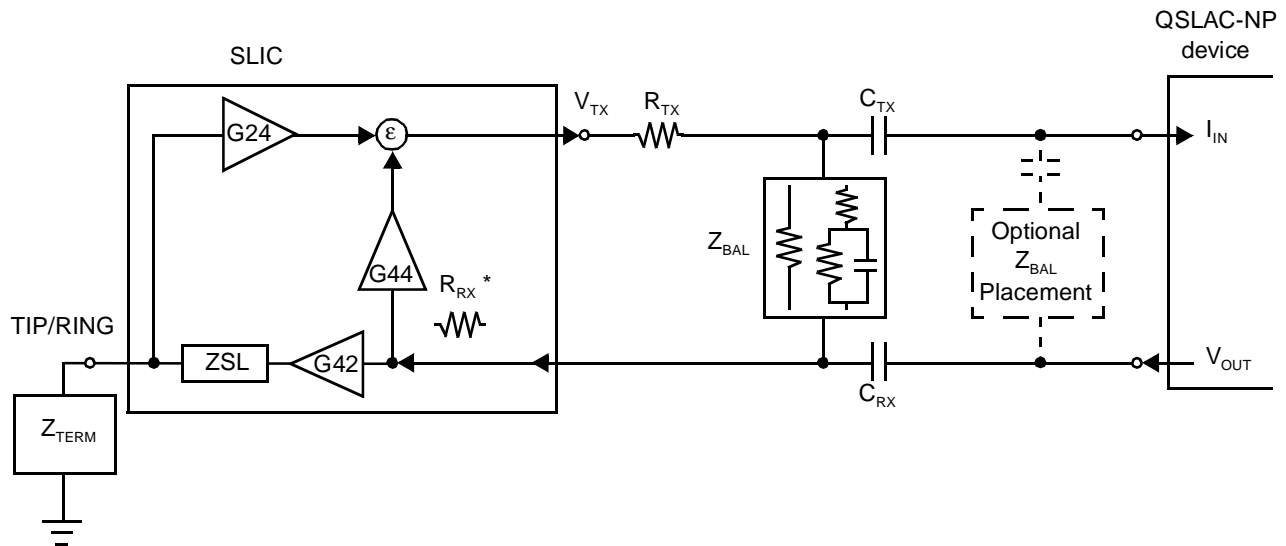 QSLAC-NP
device
SLIC
V_TX
R_TX
C_TX
G24
ε
I_IN
Z_BAL
Optional
Z_BAL
Placement
G44
R_RX *
TIP/RING
ZSL
G42
V_OUT
C_RX
Z_TERM